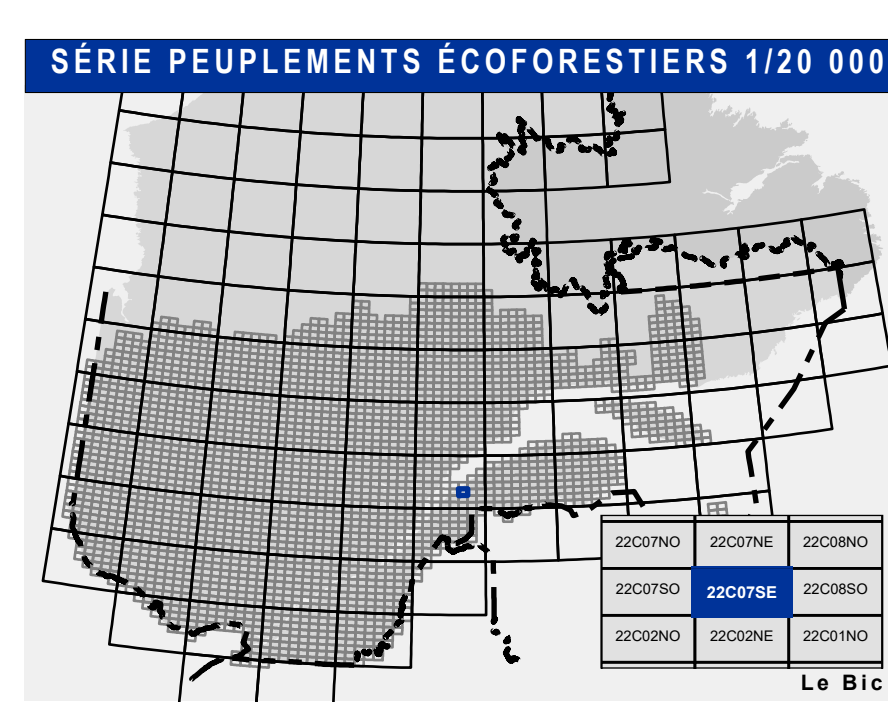 SÉRIE PEUPLEMENTS ÉCOFORESTIERS 1/20 000
22C07NO 22C07NE 22C08NO
22C07SO 22C07SE 22C08SO
22C02NO 22C02NE 22C01NO
Le Bic